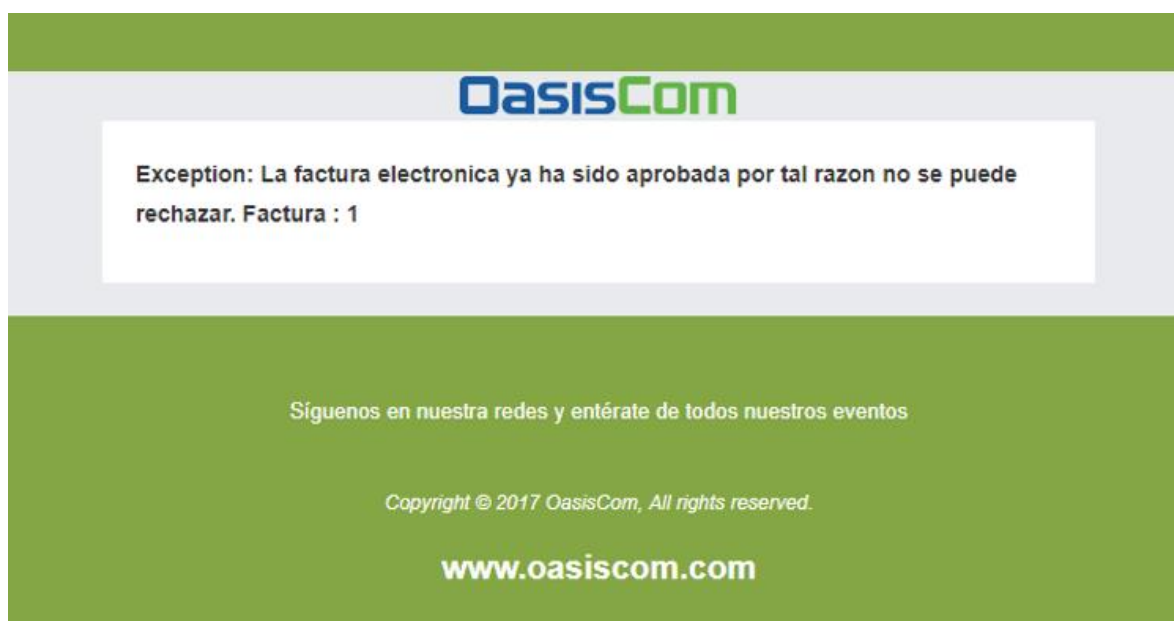 OasisCom
Exception: La factura electronica ya ha sido aprobada por tal razon no se puede
rechazar. Factura : 1
Síguenos en nuestra redes y entérate de todos nuestros eventos
Copyright © 2017 OasisCom, All rights reserved.
www.oasiscom.com